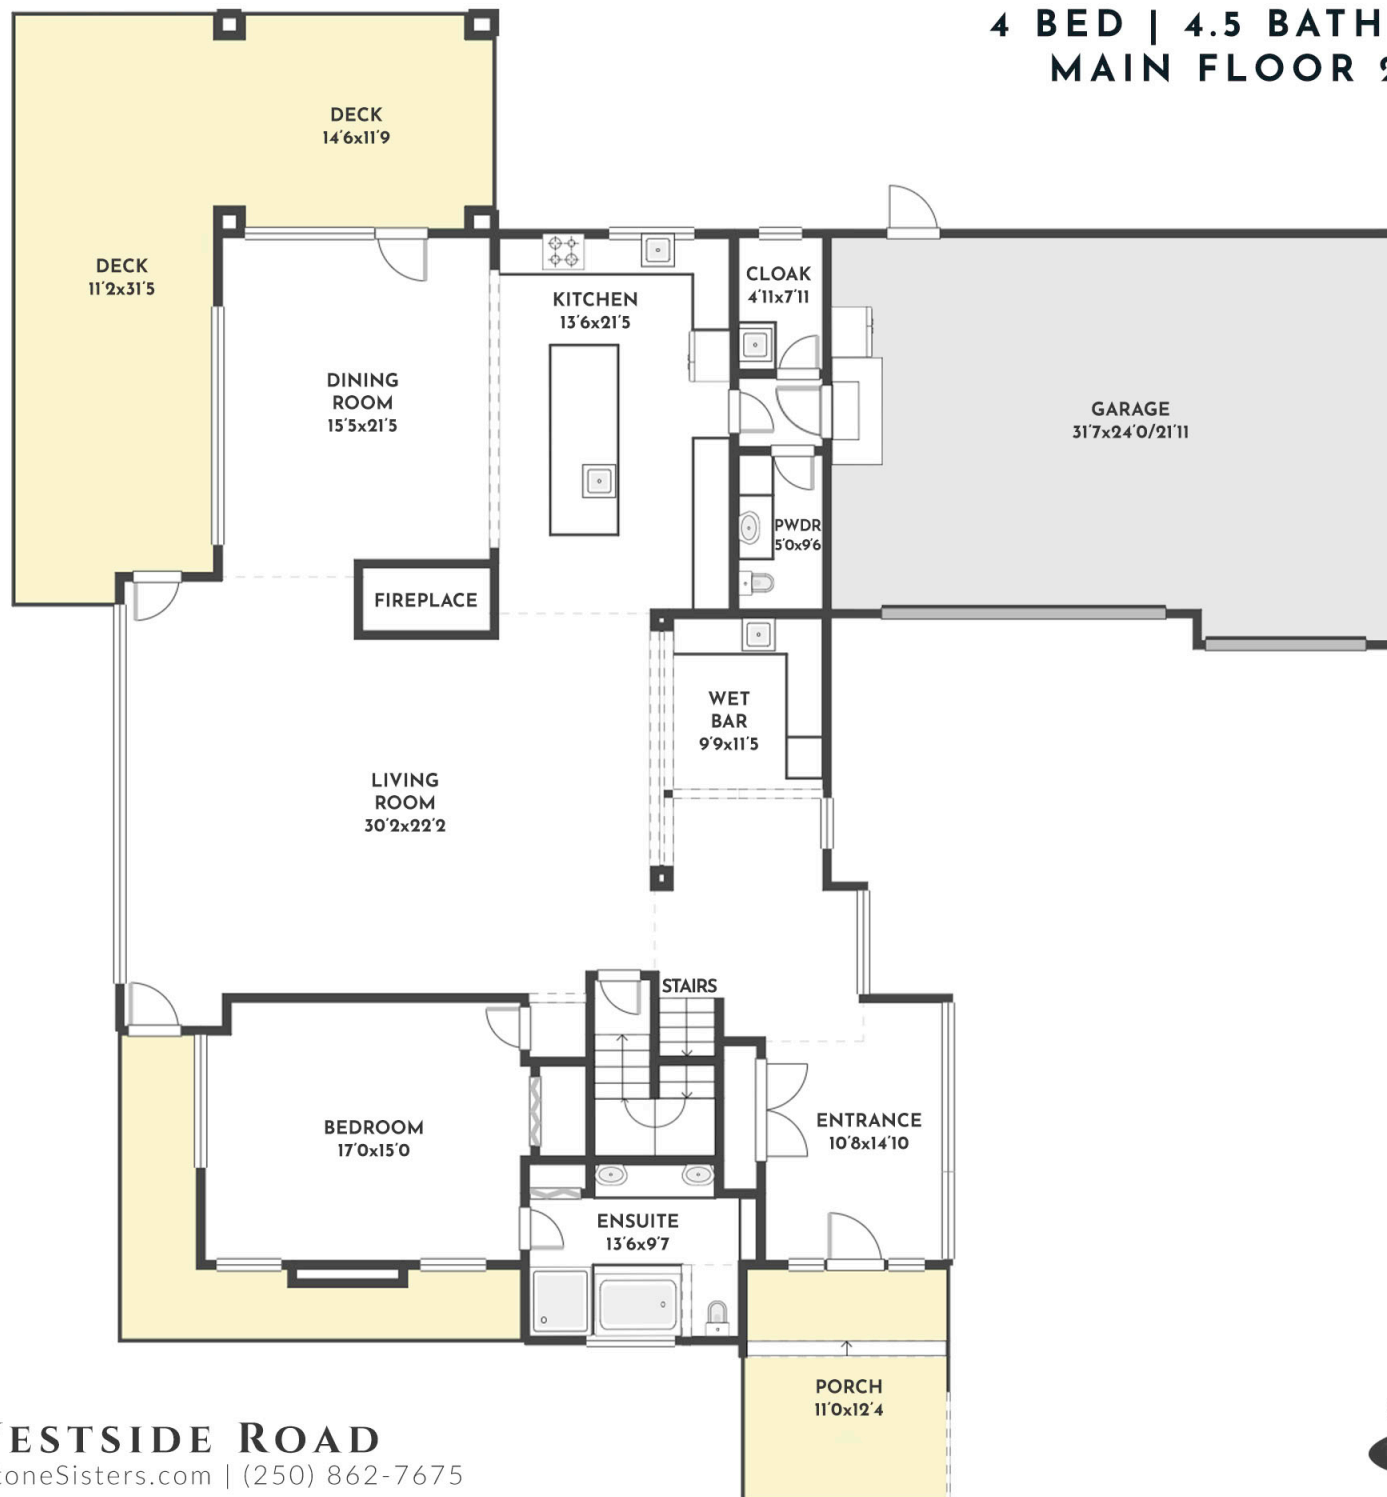 4 BED | 4.5 BATH
MAIN FLOOR
DECK
14'6x11'9
DECK
11'2x31'5
KITCHEN
13'6x21'5
CLOAK
4'11x7'11
DINING
ROOM
15'5x21'5
GARAGE
31'7x24'0/21'11
PWDR
5'0x9'6
FIREPLACE
WET
BAR
9'9x11'5
LIVING
ROOM
30'2x22'2
STAIRS
BEDROOM
17'0x15'0
ENTRANCE
10'8x14'10
ENSUITE
13'6x9'7
PORCH
11'0x12'4
ESTSIDE ROAD
oneSisters.com | (250) 862-7675